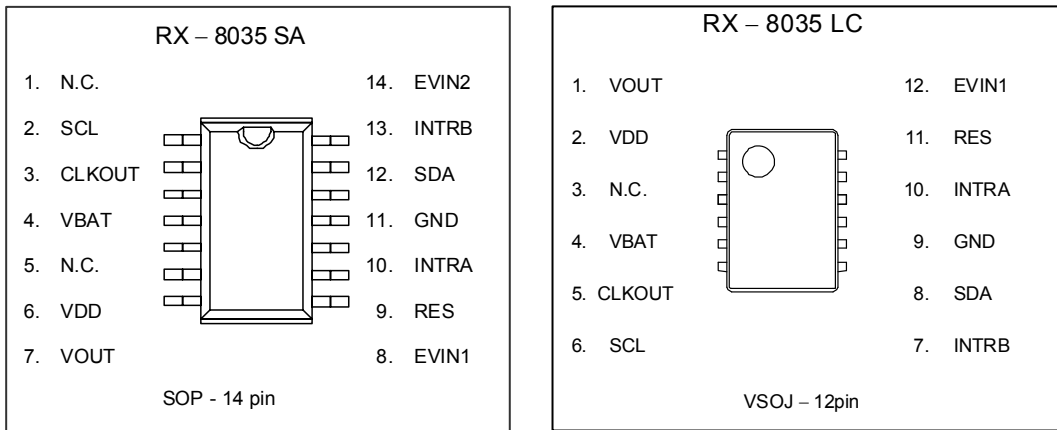 RX – 8035 SA
1. N.C.
2. SCL
3. CLKOUT
4. VBAT
5. N.C.
6. VDD
7. VOUT
14. EVIN2
13. INTRB
12. SDA
11. GND
10. INTRA
9. RES
8. EVIN1
SOP - 14 pin
RX – 8035 LC
1. VOUT
2. VDD
3. N.C.
4. VBAT
5. CLKOUT
6. SCL
12. EVIN1
11. RES
10. INTRA
9. GND
8. SDA
7. INTRB
VSOJ – 12pin